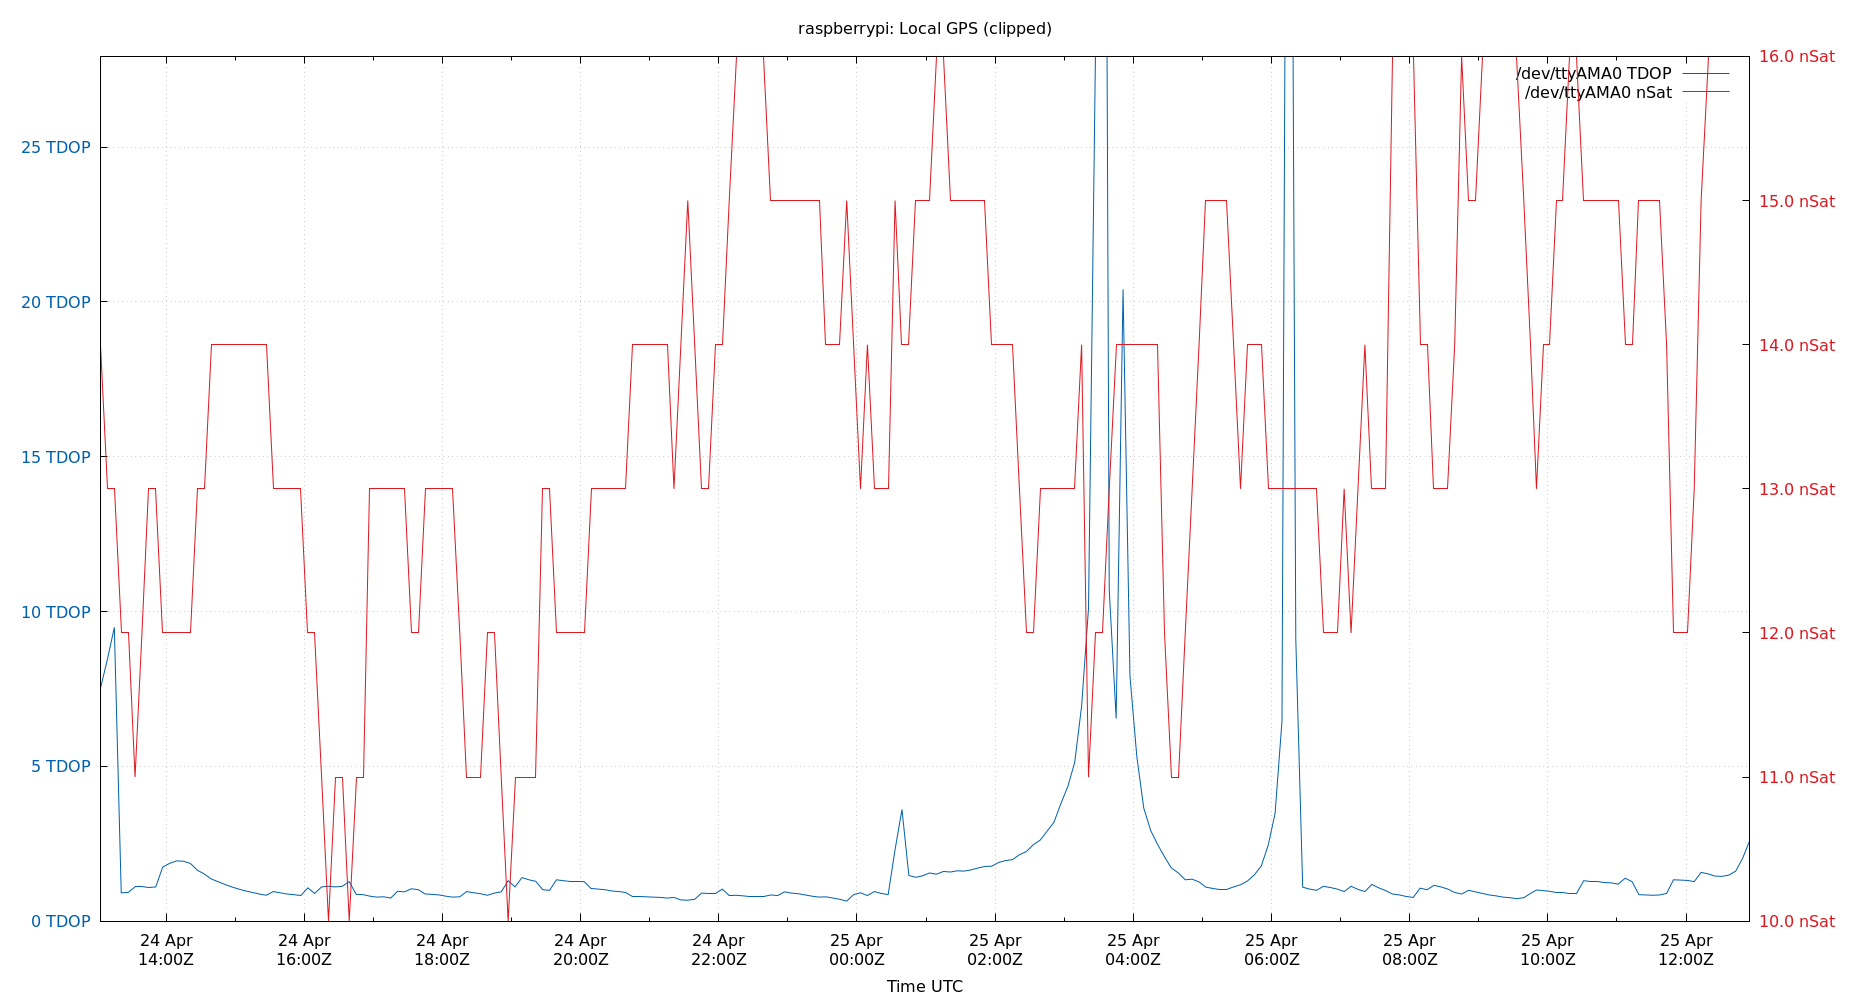 raspberrypi: Local GPS (clipped)
/dev/ttyAMA0 TDOP
/dev/ttyAMA0 nSat
25 TDOP
20 TDOP
15 TDOP
10 TDOP
5 TDOP
0 TDOP
16.0 nSat
15.0 nSat
14.0 nSat
13.0 nSat
12.0 nSat
11.0 nSat
10.0 nSat
24 Apr
14:00Z
24 Apr
16:00Z
24 Apr
18:00Z
24 Apr
20:00Z
24 Apr
22:00Z
25 Apr
00:00Z
25 Apr
02:00Z
25 Apr
04:00Z
25 Apr
06:00Z
25 Apr
08:00Z
25 Apr
10:00Z
25 Apr
12:00Z
Time UTC